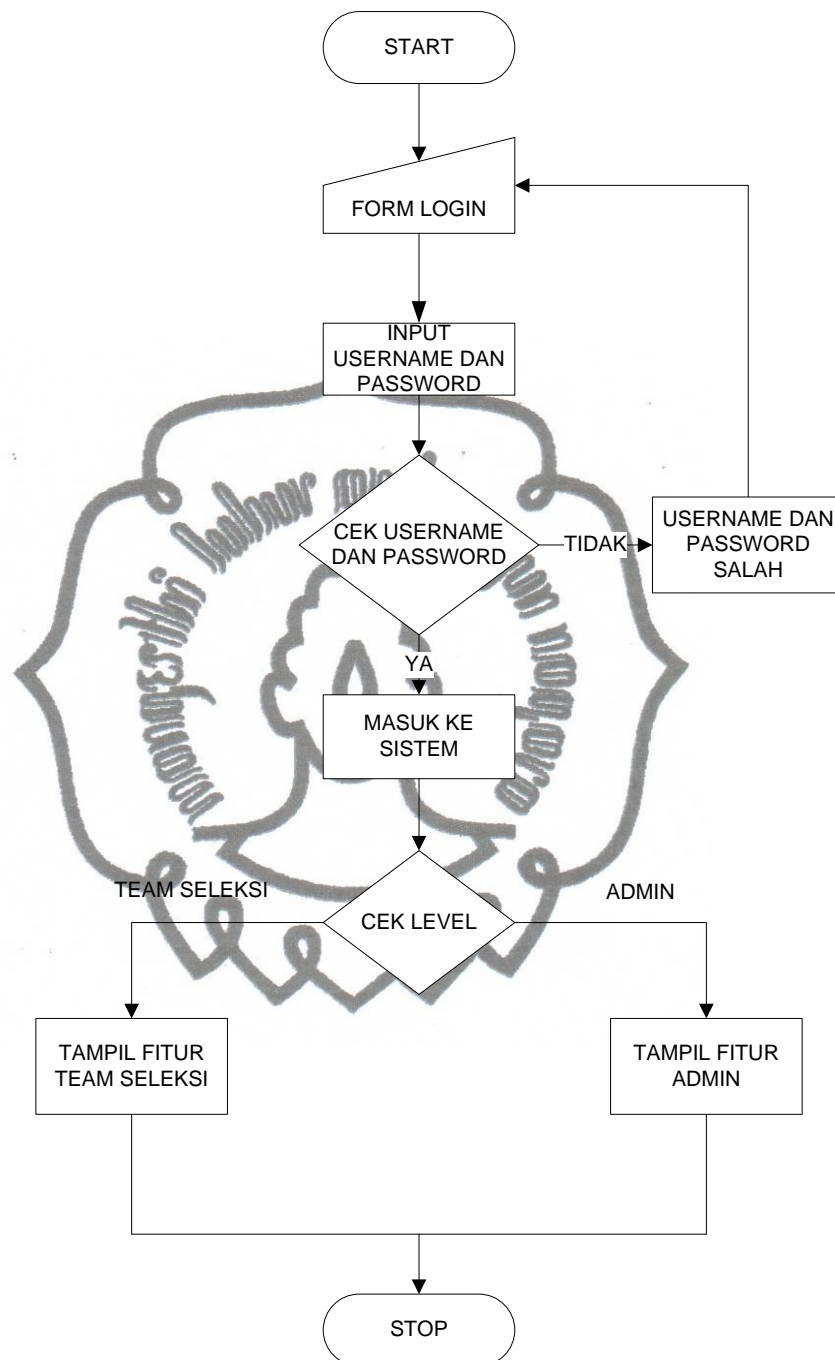 START
FORM LOGIN
INPUT
USERNAME DAN
PASSWORD
CEK USERNAME
DAN PASSWORD
TIDAK
USERNAME DAN
PASSWORD
SALAH
YA
MASUK KE
SISTEM
TEAM SELEKSI
ADMIN
CEK LEVEL
TAMPIL FITUR
TEAM SELEKSI
TAMPIL FITUR
ADMIN
STOP